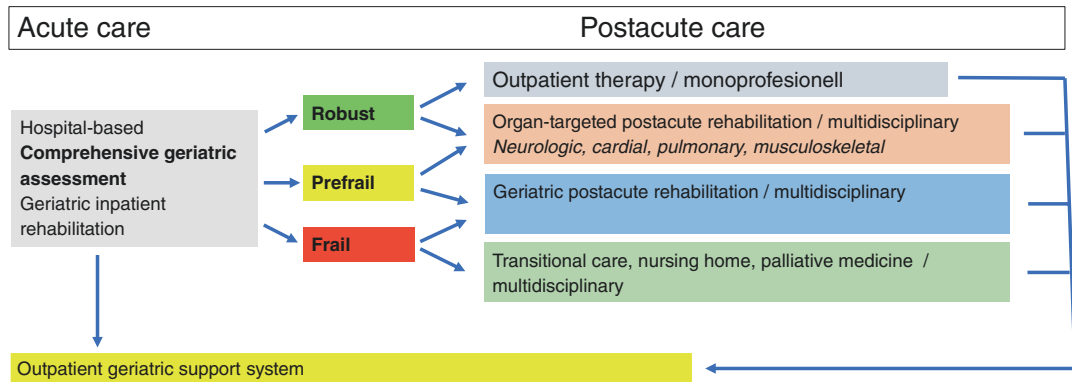 Acute care
Postacute care
Hospital-based
Comprehensive geriatric
assessment
Geriatric inpatient
rehabilitation
Robust
Prefrail
Frail
Outpatient therapy / monoprofesionell
Organ-targeted postacute rehabilitation / multidisciplinary
Neurologic, cardial, pulmonary, musculoskeletal
Geriatric postacute rehabilitation / multidisciplinary
Transitional care, nursing home, palliative medicine /
multidisciplinary
Outpatient geriatric support system